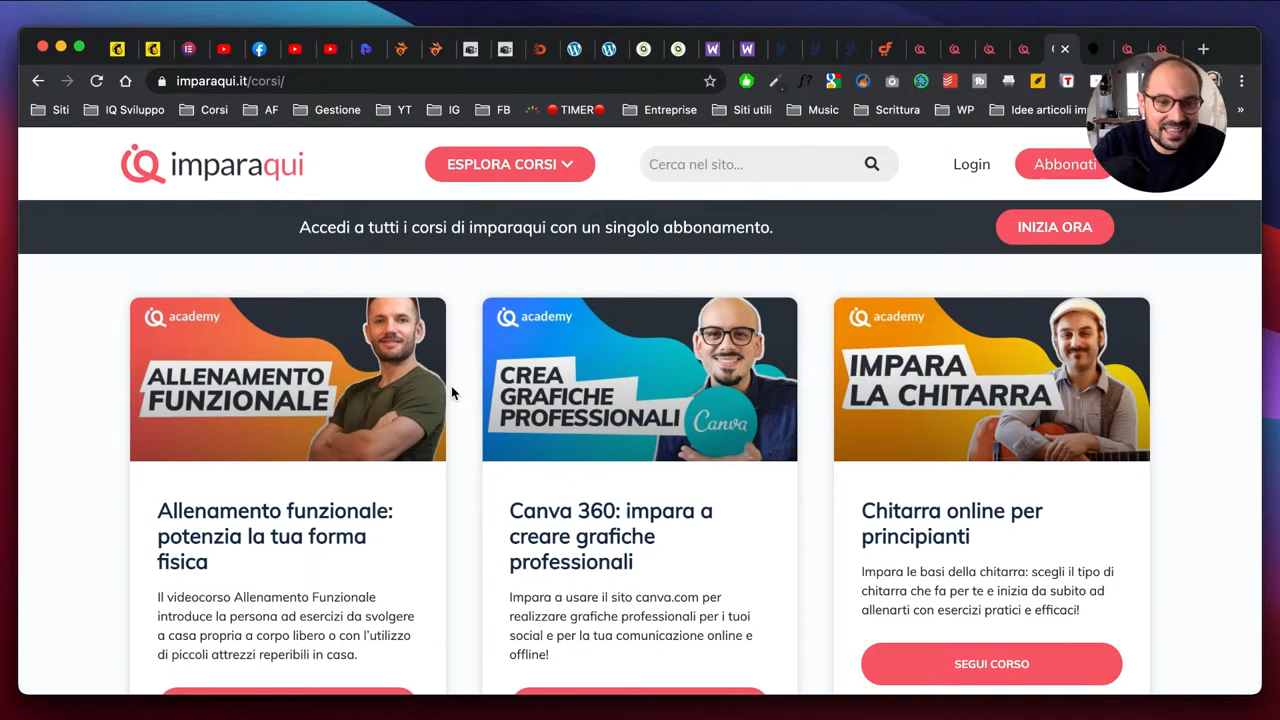 imparaqui.it/corsi/
Siti
IQ Sviluppo
Corsi
AF
Gestione
YT
IG
FB
TIMER
Entreprise
Siti utili
Music
Scrittura
WP
Idee articoli im
»
imparaqui
ESPLORA CORSI
Cerca nel sito...
Login
Abbonati
Accedi a tutti i corsi di imparaqui con un singolo abbonamento.
INIZIA ORA
iQ academy
ALLENAMENTO
FUNZIONALE
Allenamento funzionale:
potenzia la tua forma
fisica
Il videocorso Allenamento Funzionale
introduce la persona ad esercizi da svolgere
a casa propria a corpo libero o con l’utilizzo
di piccoli attrezzi reperibili in casa.
iQ academy
CREA
GRAFICHE
PROFESSIONALI
Canva
Canva 360: impara a
creare grafiche
professionali
Impara a usare il sito canva.com per
realizzare grafiche professionali per i tuoi
social e per la tua comunicazione online e
offline!
iQ academy
IMPARA
LA CHITARRA
Chitarra online per
principianti
Impara le basi della chitarra: scegli il tipo di
chitarra che fa per te e inizia da subito ad
allenarti con esercizi pratici e efficaci!
SEGUI CORSO